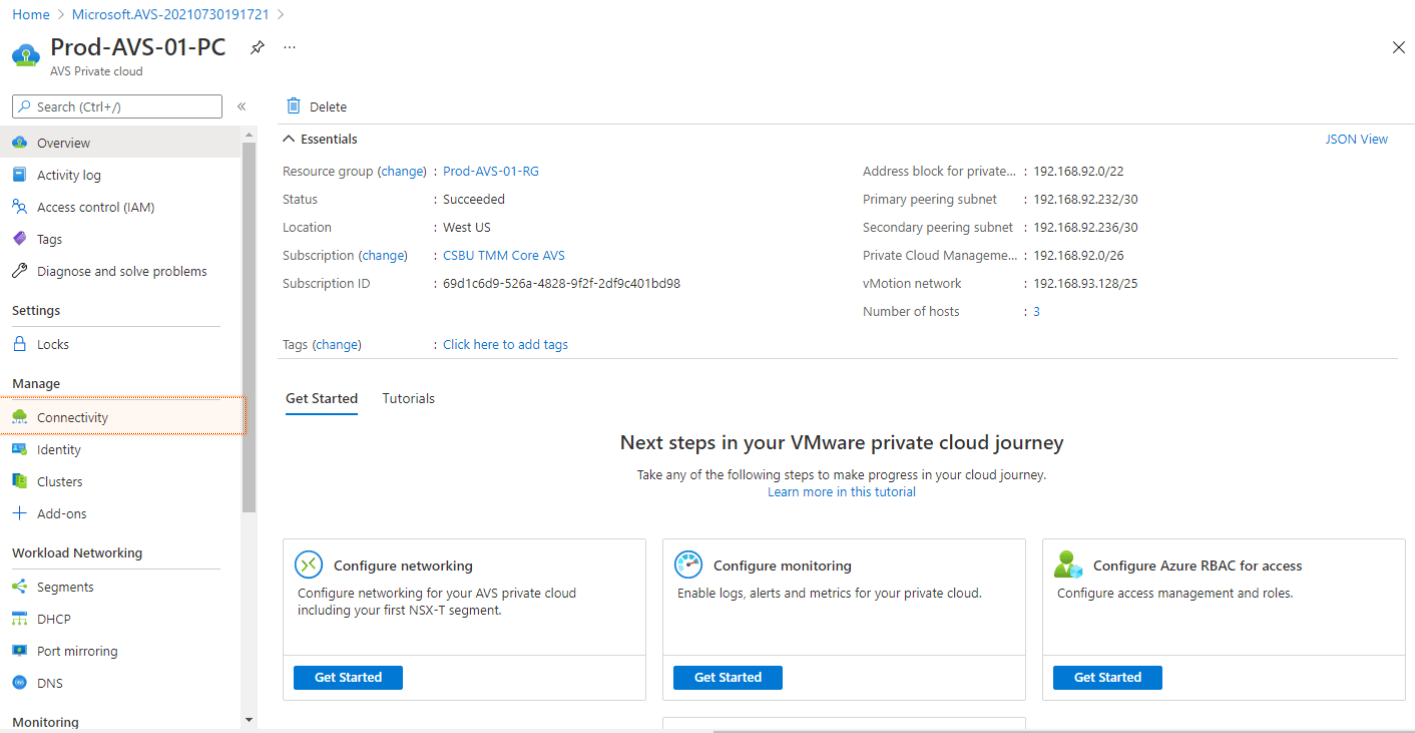 Home > Microsoft.AVS-20210730191721 >
Prod-AVS-01-PC
AVS Private cloud
Search (Ctrl+/)
«
Overview
Activity log
Access control (IAM)
Tags
Diagnose and solve problems
Settings
Locks
Manage
Connectivity
Identity
Clusters
Add-ons
Workload Networking
Segments
DHCP
Port mirroring
DNS
Monitoring
Delete
Essentials
JSON View
Resource group (change) : Prod-AVS-01-RG
Status : Succeeded
Location : West US
Subscription (change) : CSBU TMM Core AVS
Subscription ID : 69d1c6d9-526a-4828-9f2f-2df9c401bd98
Address block for private... : 192.168.92.0/22
Primary peering subnet : 192.168.92.232/30
Secondary peering subnet : 192.168.92.236/30
Private Cloud Manageme... : 192.168.92.0/26
vMotion network : 192.168.93.128/25
Number of hosts : 3
Tags (change) : Click here to add tags
Get Started Tutorials
Next steps in your VMware private cloud journey
Take any of the following steps to make progress in your cloud journey.
Learn more in this tutorial
Configure networking
Configure networking for your AVS private cloud
including your first NSX-T segment.
Get Started
Configure monitoring
Enable logs, alerts and metrics for your private cloud.
Get Started
Configure Azure RBAC for access
Configure access management and roles.
Get Started